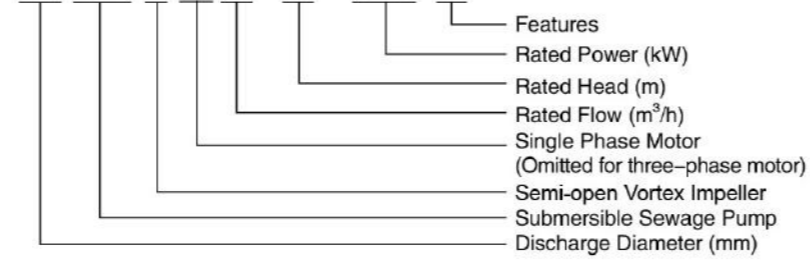 Features
Rated Power (kW)
Rated Head (m)
Rated Flow (m³/h)
Single Phase Motor
(Omitted for three–phase motor)
Semi-open Vortex Impeller
Submersible Sewage Pump
Discharge Diameter (mm)